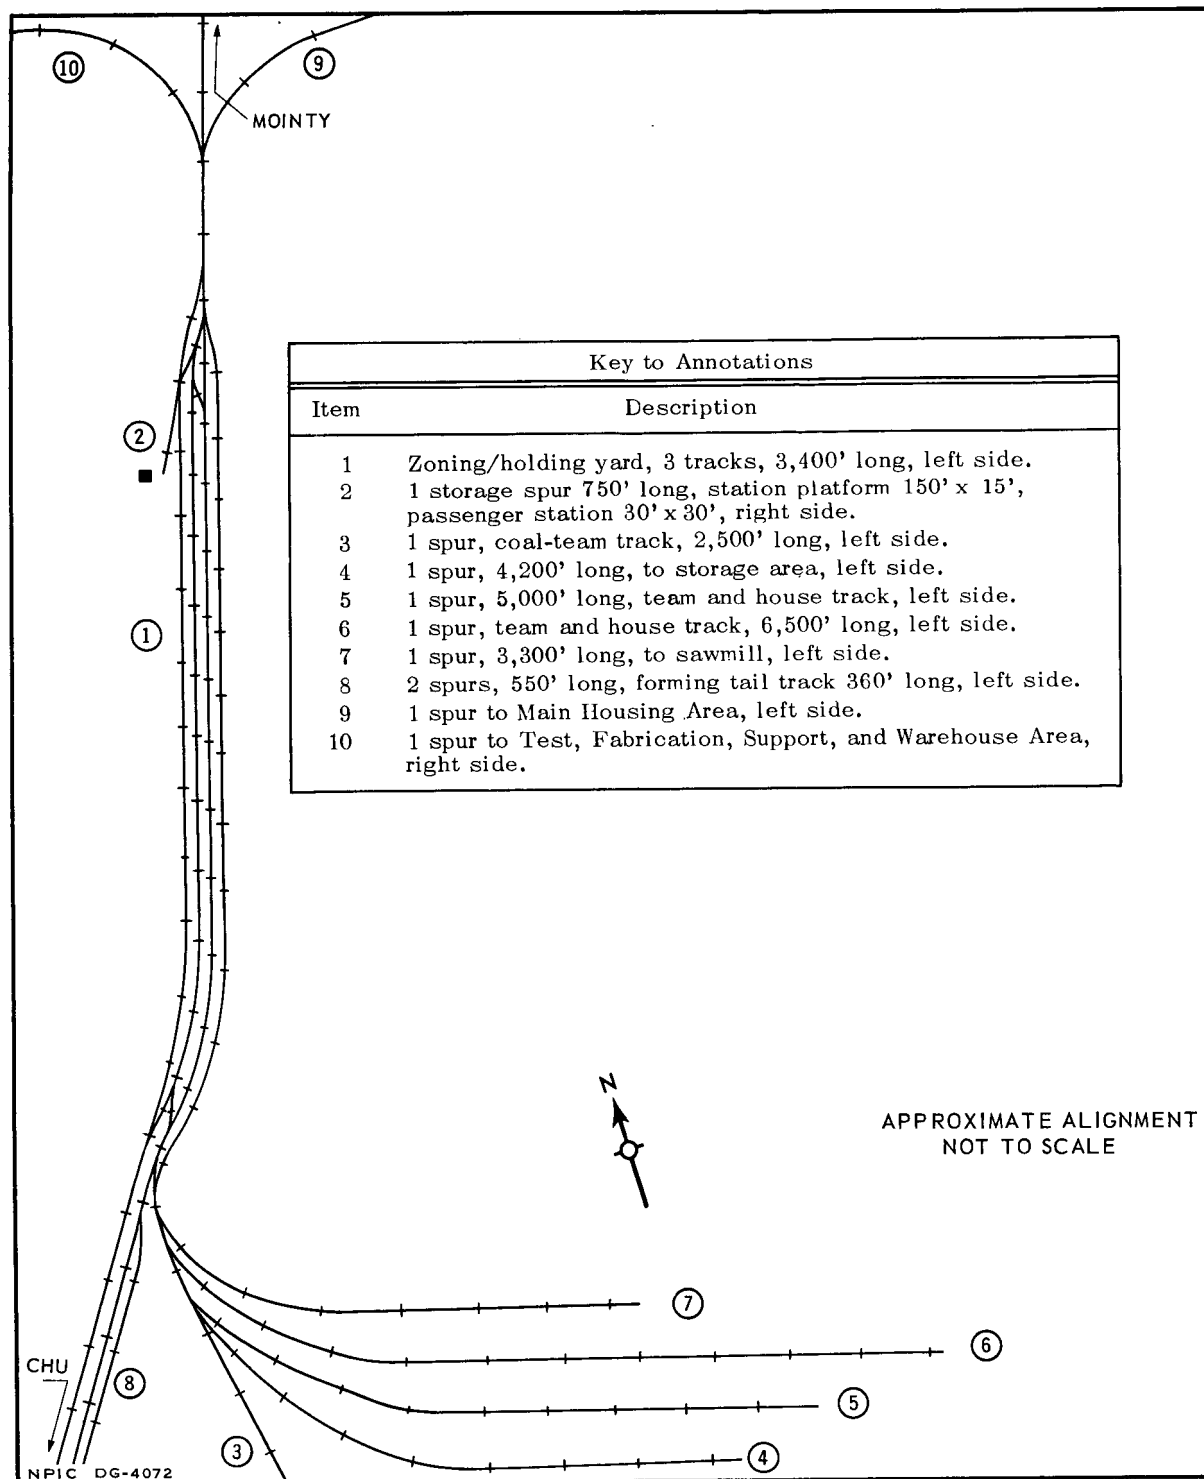 10
9
MOINTY
Key to Annotations
Item Description
2
1 Zoning/holding yard, 3 tracks, 3,400' long, left side.
2 1 storage spur 750' long, station platform 150' x 15',
passenger station 30' x 30', right side.
3 1 spur, coal-team track, 2,500' long, left side.
4 1 spur, 4,200' long, to storage area, left side.
5 1 spur, 5,000' long, team and house track, left side.
6 1 spur, team and house track, 6,500' long, left side.
7 1 spur, 3,300' long, to sawmill, left side.
8 2 spurs, 550' long, forming tail track 360' long, left side.
9 1 spur to Main Housing Area, left side.
10 1 spur to Test, Fabrication, Support, and Warehouse Area,
right side.
1
N
APPROXIMATE ALIGNMENT
NOT TO SCALE
7
6
CHU
8
5
3
4
NPIC DG-4072